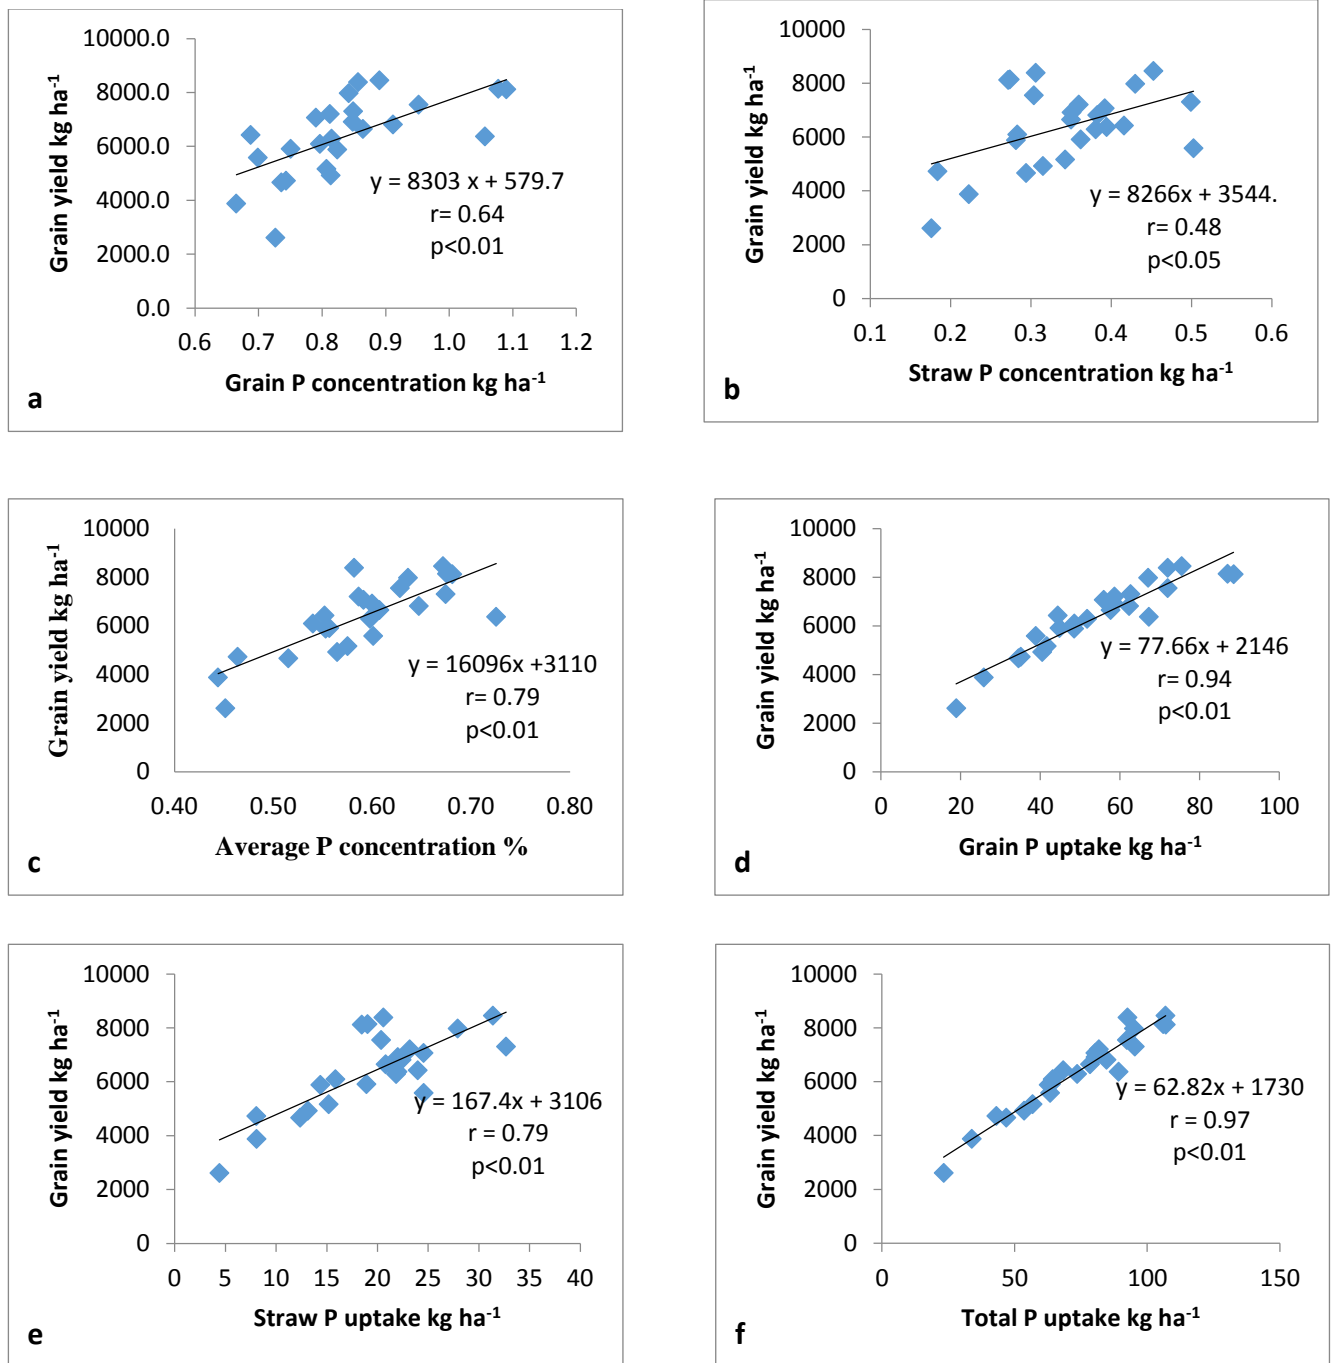 10000.0
8000.0
6000.0
4000.0
2000.0
0.0
Grain yield kg ha⁻¹
y = 8303 x + 579.7
r= 0.64
p<0.01
0.6 0.7 0.8 0.9 1.0 1.1 1.2
Grain P concentration kg ha⁻¹
a
10000
8000
6000
4000
2000
0
Grain yield kg ha⁻¹
y = 8266x + 3544.
r= 0.48
p<0.05
0.1 0.2 0.3 0.4 0.5 0.6
Straw P concentration kg ha⁻¹
b
10000
8000
6000
4000
2000
0
Grain yield kg ha⁻¹
y = 16096x +3110
r= 0.79
p<0.01
0.40 0.50 0.60 0.70 0.80
Average P concentration %
c
10000
8000
6000
4000
2000
0
Grain yield kg ha⁻¹
y = 77.66x + 2146
r= 0.94
p<0.01
0 20 40 60 80 100
Grain P uptake kg ha⁻¹
d
10000
8000
6000
4000
2000
0
Grain yield kg ha⁻¹
y = 167.4x + 3106
r = 0.79
p<0.01
0 5 10 15 20 25 30 35 40
Straw P uptake kg ha⁻¹
e
10000
8000
6000
4000
2000
0
Grain yield kg ha⁻¹
y = 62.82x + 1730
r = 0.97
p<0.01
0 50 100 150
Total P uptake kg ha⁻¹
f